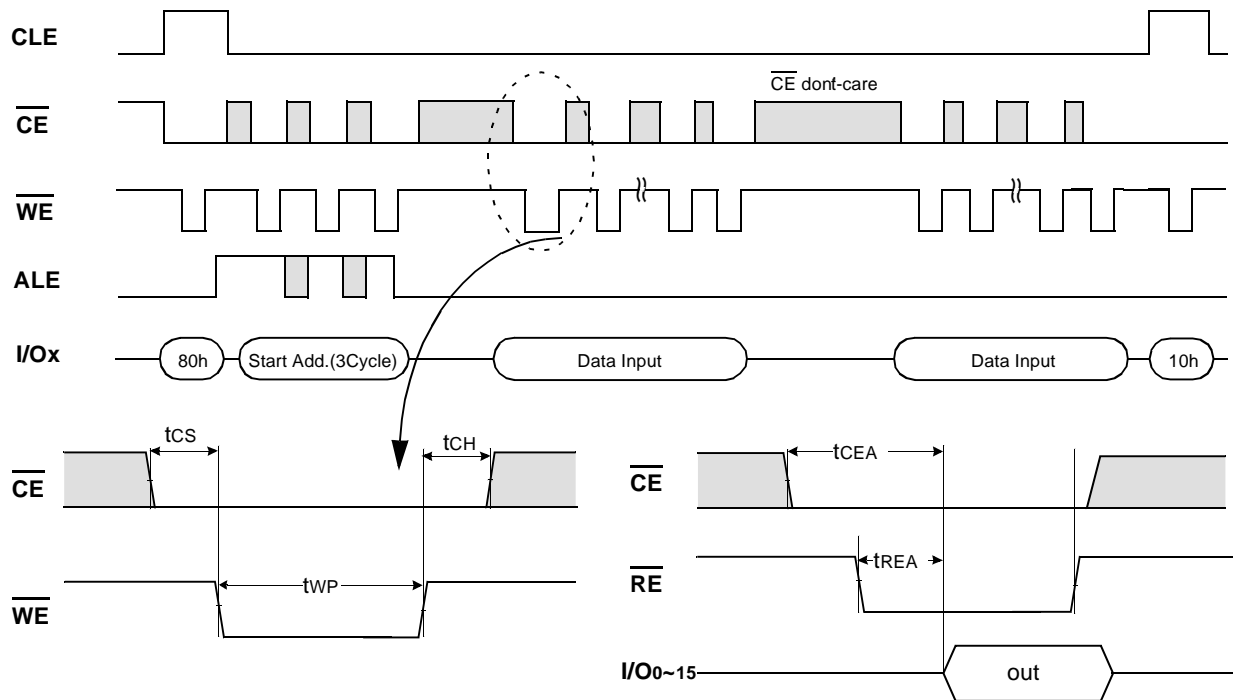 CLE
CE dont-care
CE
WE
ALE
I/Ox
80h
Start Add.(3Cycle)
Data Input
Data Input
10h
tCS
tCH
CE
tWP
WE
tCEA
CE
tREA
RE
I/O0~15
out